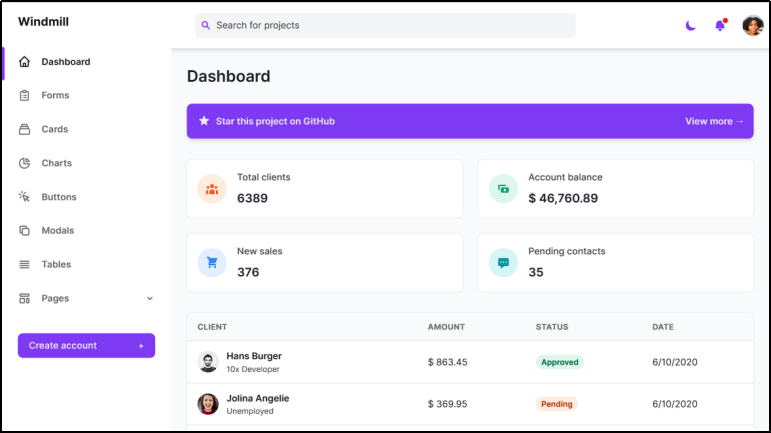 Windmill
Search for projects
Dashboard
Forms
Cards
Charts
Buttons
Modals
Tables
Pages
Create account +
Dashboard
Star this project on GitHub View more →
Total clients
6389
Account balance
$ 46,760.89
New sales
376
Pending contacts
35
CLIENT AMOUNT STATUS DATE
Hans Burger
10x Developer
$ 863.45 Approved 6/10/2020
Jolina Angelie
Unemployed
$ 369.95 Pending 6/10/2020